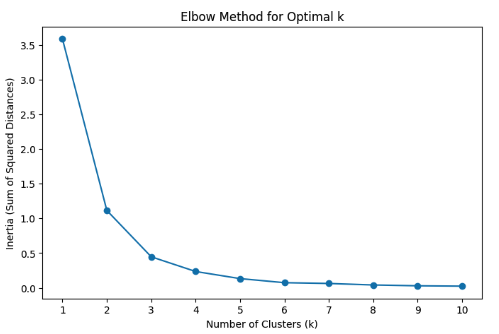 Elbow Method for Optimal k
Inertia (Sum of Squared Distances)
3.5
3.0
2.5
2.0
1.5
1.0
0.5
0.0
1 2 3 4 5 6 7 8 9 10
Number of Clusters (k)